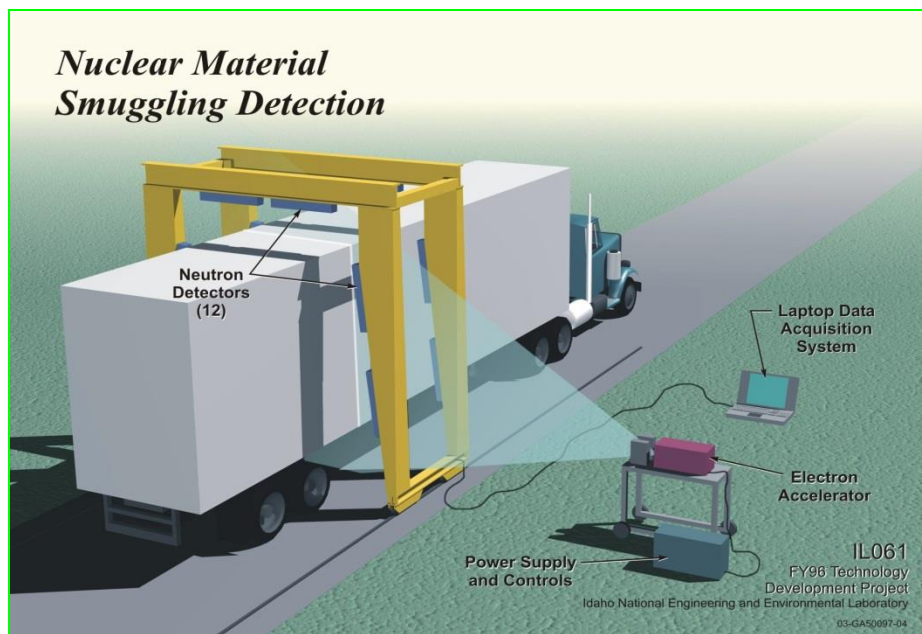 Nuclear Material
Smuggling Detection
Neutron
Detectors
(12)
Laptop Data
Acquisition
System
Electron
Accelerator
Power Supply
and Controls
IL061
FY96 Technology
Development Project
Idaho National Engineering and Environmental Laboratory
03-GA50097-04